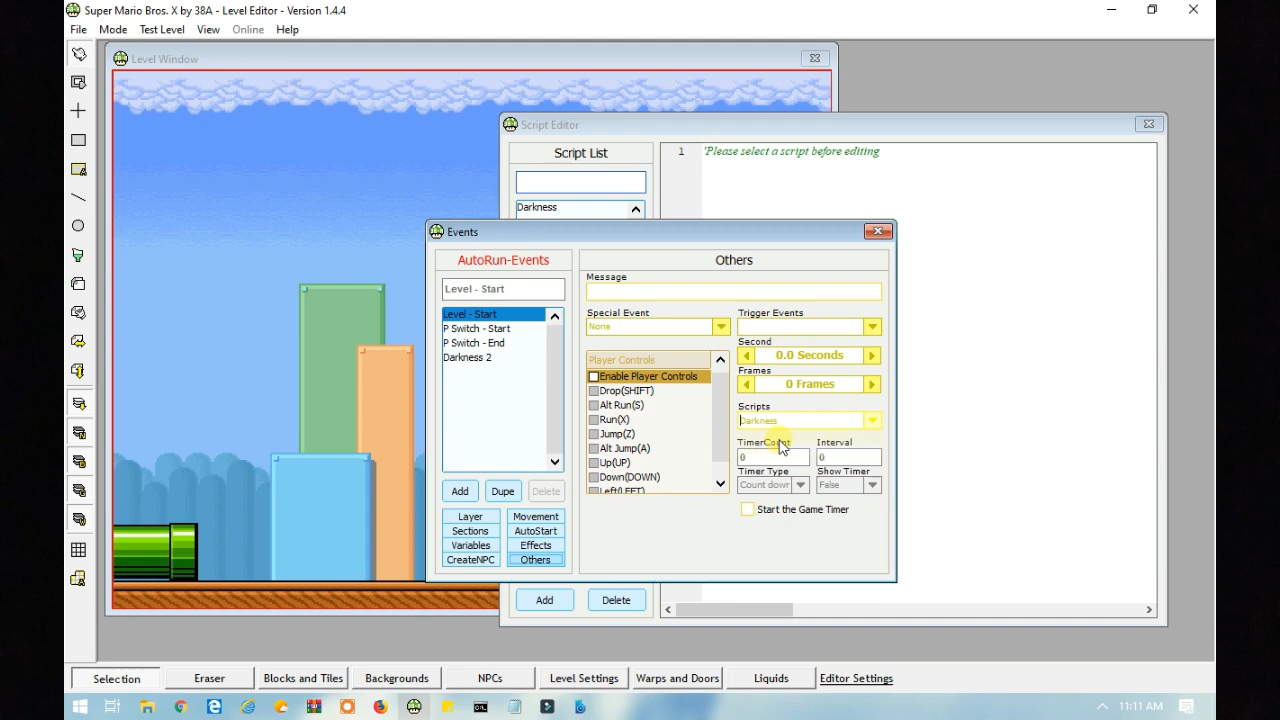 Super Mario Bros. X by 38A - Level Editor - Version 1.4.4
File Mode Test Level View Online Help
Level Window
Script Editor
Script List
1 'Please select a script before editing
Darkness
Events
AutoRun-Events
Level - Start
Level - Start
P Switch - Start
P Switch - End
Darkness 2
Add Dupe Delete
Layer Movement
Sections AutoStart
Variables Effects
CreateNPC Others
Others
Message
Special Event Trigger Events
None
Second
0.0 Seconds
Player Controls
Frames
0 Frames
Enable Player Controls
Drop(SHIFT)
Alt Run(S)
Run(X)
Jump(Z)
Alt Jump(A)
Up(UP)
Down(DOWN)
Left(LEFT)
Scripts
Darkness
TimerCount Interval
0 0
Timer Type Show Timer
Count down False
Start the Game Timer
Add Delete
Selection Eraser Blocks and Tiles Backgrounds NPCs Level Settings Warps and Doors Liquids Editor Settings
11:11 AM